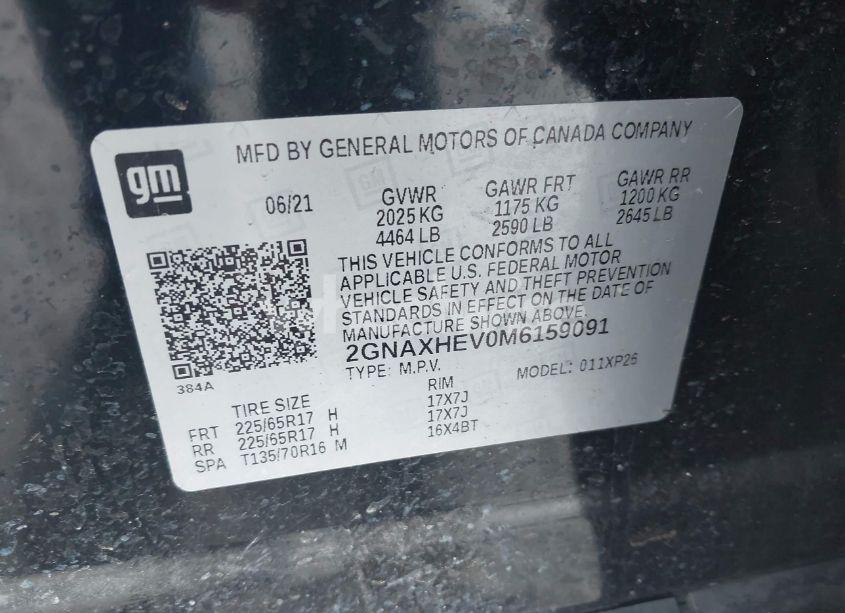 MFD BY GENERAL MOTORS OF CANADA COMPANY
gm
06/21
GVWR GAWR FRT GAWR RR
2025 KG 1175 KG 1200 KG
4464 LB 2590 LB 2645 LB
THIS VEHICLE CONFORMS TO ALL
APPLICABLE U.S. FEDERAL MOTOR
VEHICLE SAFETY AND THEFT PREVENTION
STANDARDS IN EFFECT ON THE DATE OF
MANUFACTURE SHOWN ABOVE.
2GNAXHEV0M6159091
TYPE: M.P.V. MODEL: 011XP26
384A
TIRE SIZE RIM
FRT 225/65R17 H 17X7J
RR 225/65R17 H 17X7J
SPA T135/70R16 M 16X4BT